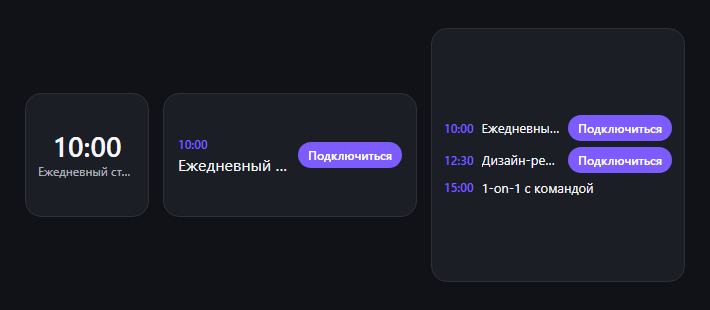 10:00
Ежедневный ст...
10:00
Ежедневный ...
Подключиться
10:00 Ежедневны... Подключиться
12:30 Дизайн-ре... Подключиться
15:00 1-on-1 с командой